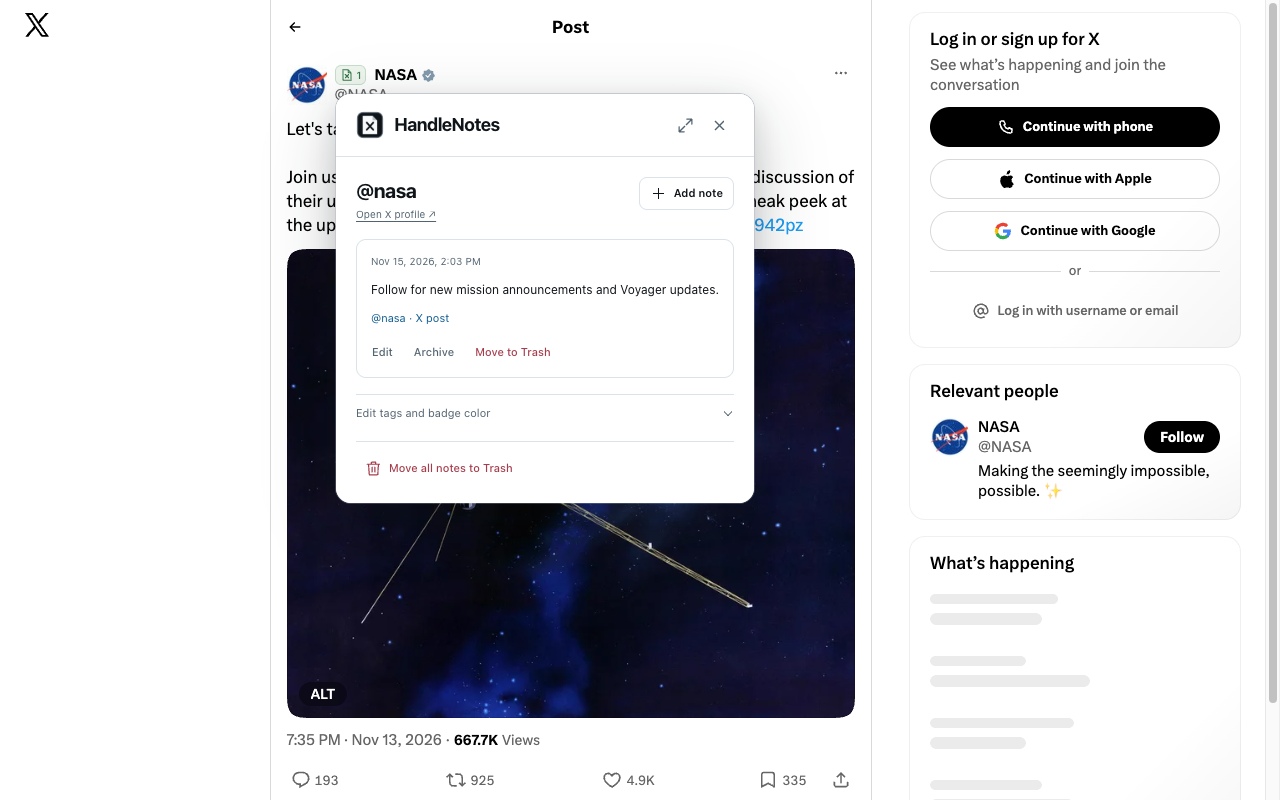 Post
NASA
1
NASA
@NASA
Let's ta
Join us
discussion of
their u
neak peek at
the up
942pz
HandleNotes
@nasa
Open X profile ↗
Add note
Nov 15, 2026, 2:03 PM
Follow for new mission announcements and Voyager updates.
@nasa · X post
Edit
Archive
Move to Trash
Edit tags and badge color
Move all notes to Trash
ALT
7:35 PM · Nov 13, 2026 · 667.7K Views
193
925
4.9K
335
Log in or sign up for X
See what’s happening and join the
conversation
Continue with phone
Continue with Apple
Continue with Google
or
Log in with username or email
Relevant people
NASA
NASA
@NASA
Follow
Making the seemingly impossible,
possible. ✨
What’s happening